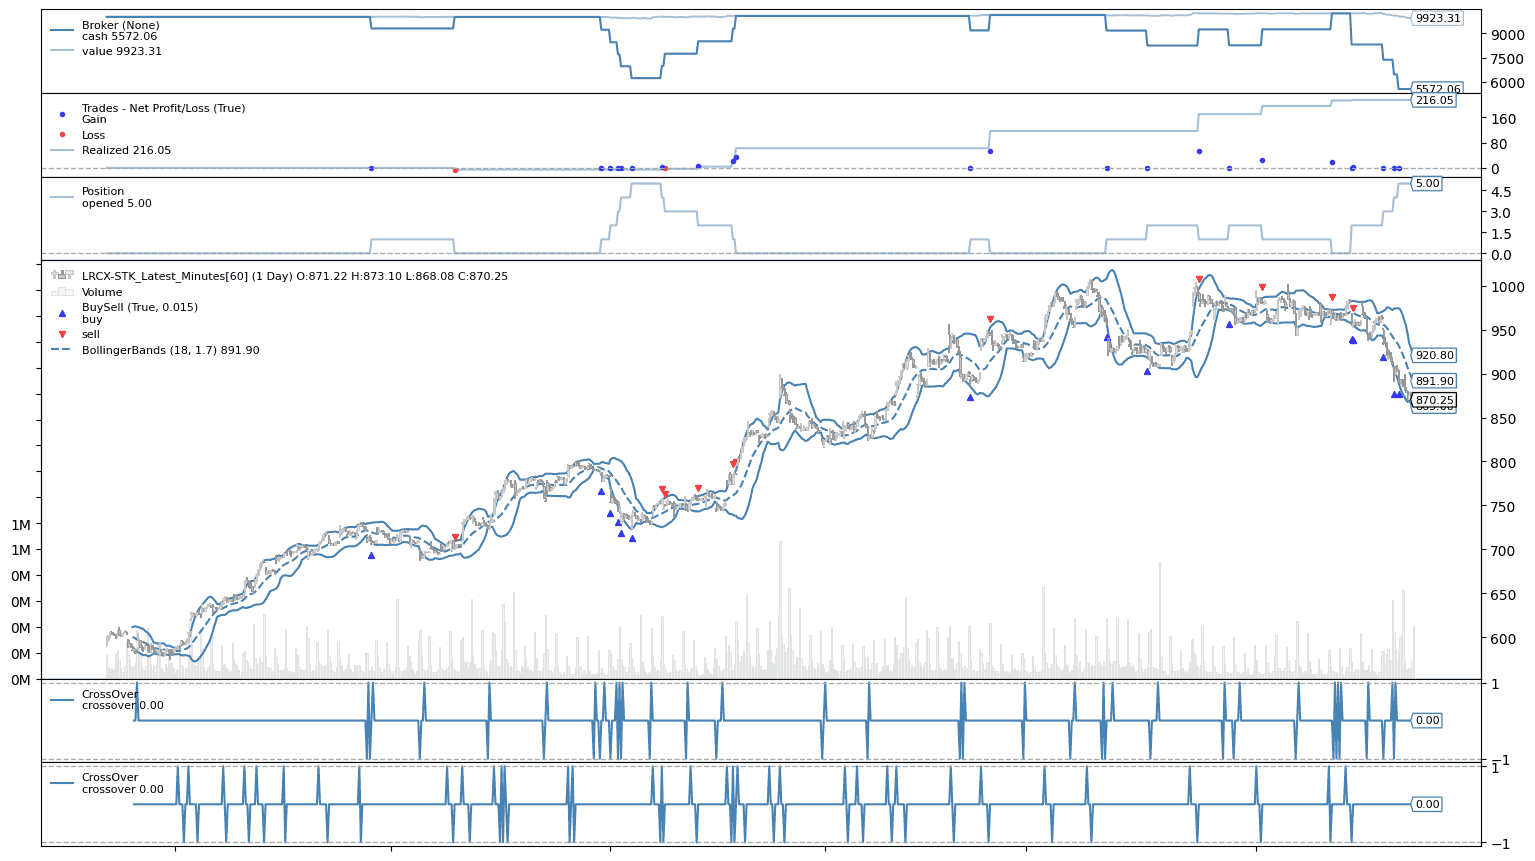 Broker (None)
cash 5572.06
value 9923.31
9923.31
9000
7500
6000
5572.06
Trades - Net Profit/Loss (True)
Gain
Loss
Realized 216.05
216.05
160
80
0
Position
opened 5.00
5.00
4.5
3.0
1.5
0.0
LRCX-STK_Latest_Minutes[60] (1 Day) O:871.22 H:873.10 L:868.08 C:870.25
Volume
BuySell (True, 0.015)
buy
sell
BollingerBands (18, 1.7) 891.90
1000
950
920.80
900
891.90
870.25
850
800
750
700
650
600
1M
1M
0M
0M
0M
0M
0M
CrossOver
crossover 0.00
1
0.00
−1
CrossOver
crossover 0.00
1
0.00
−1